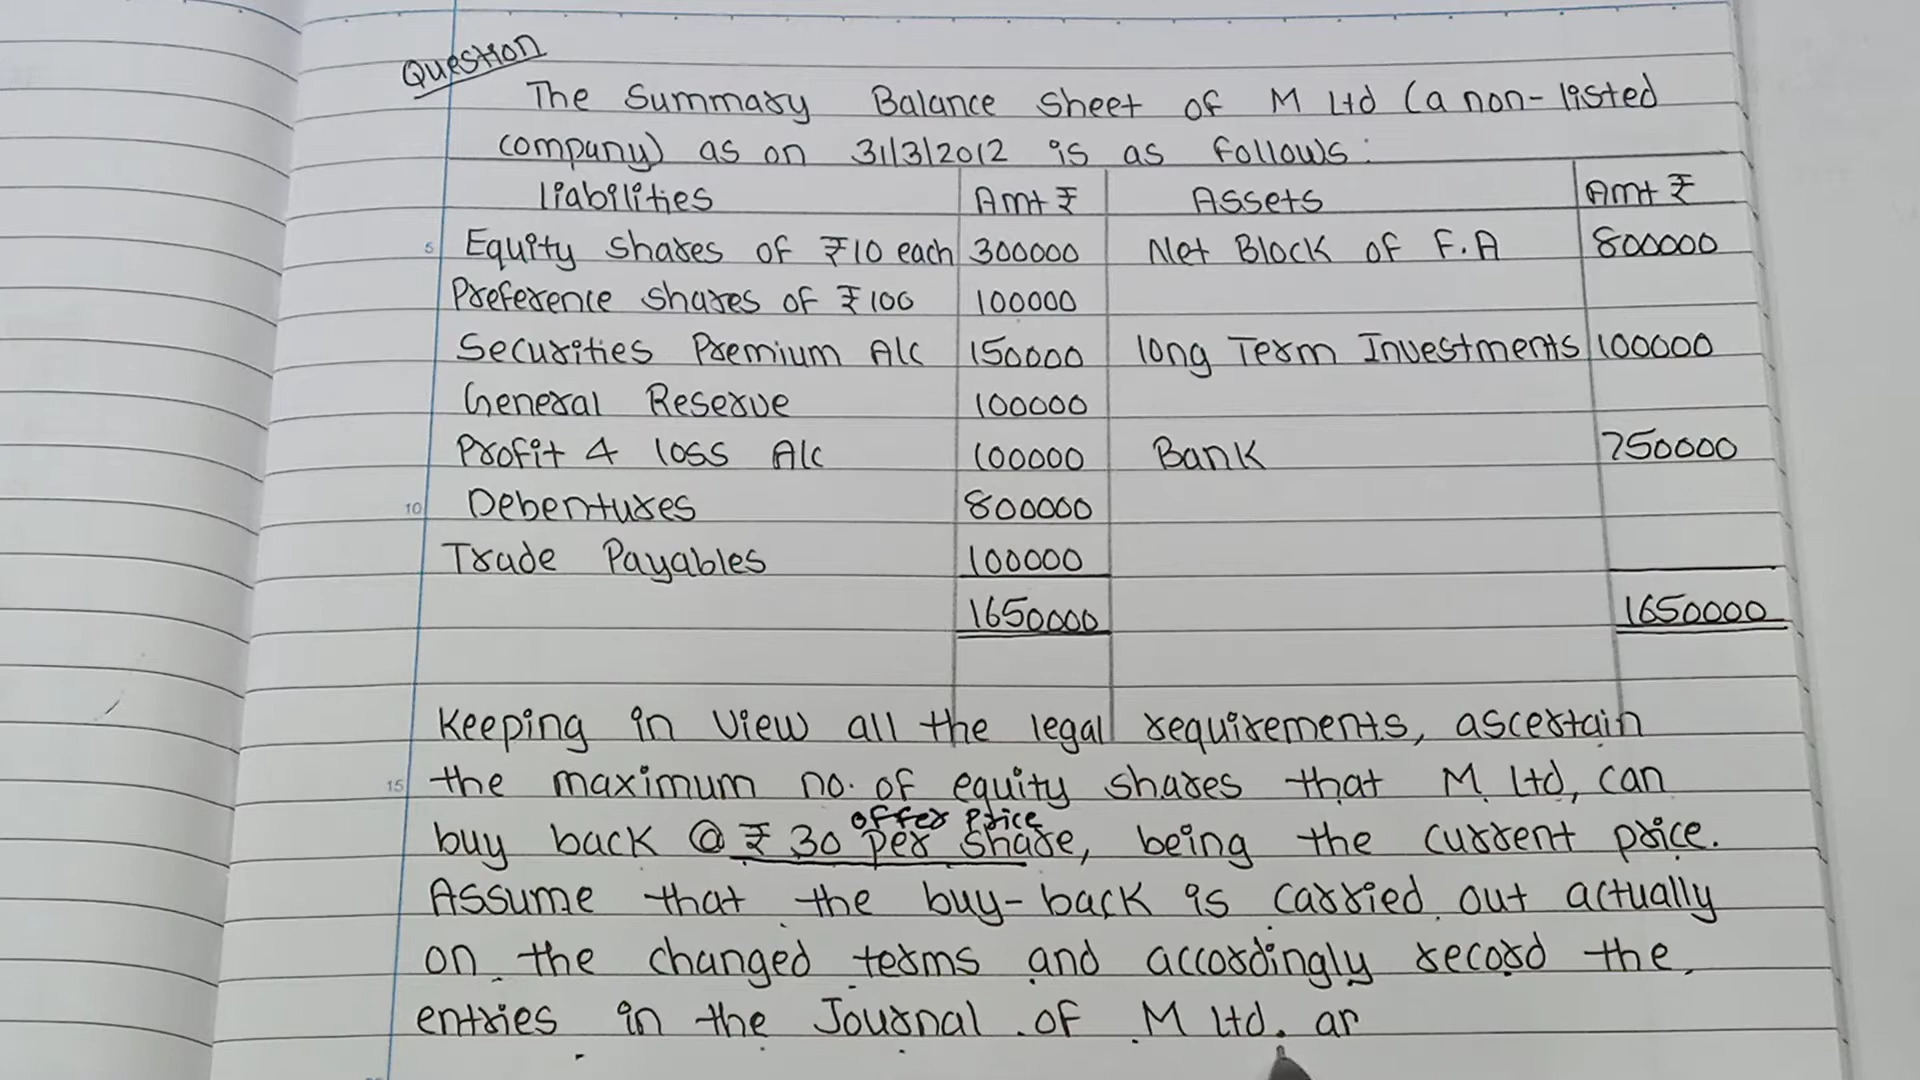 Question
The Summary Balance Sheet of M Ltd (a non-listed
company) as on 31/3/2012 is as follows:
Liabilities Amt ₹ Assets Amt ₹
5 Equity shares of ₹10 each 300000 Net Block of F.A 800000
Preference shares of ₹100 100000
Securities Premium A/c 150000 Long Term Investments 100000
General Reserve 100000
Profit & loss A/c 100000 Bank 750000
10 Debentures 800000
Trade Payables 100000
1650000 1650000
Keeping in view all the legal requirements, ascertain
15 the maximum no. of equity shares that M Ltd, can
offer price
buy back @ ₹ 30 per share, being the current price.
Assume that the buy-back is carried out actually
on the changed terms and accordingly record the
entries in the Journal of M Ltd. ar